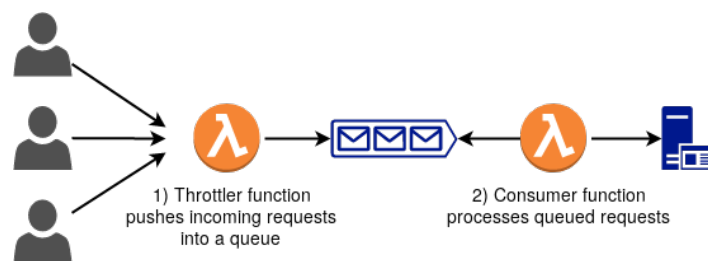 1) Throttler function
pushes incoming requests
into a queue
2) Consumer function
processes queued requests